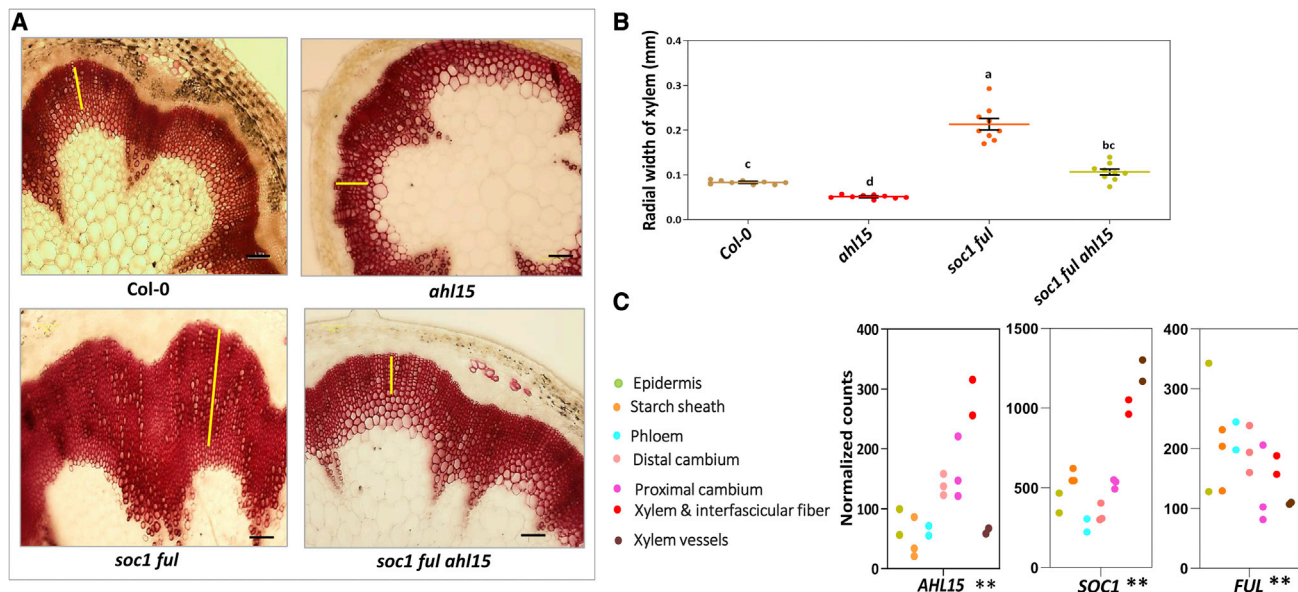 A
Col-0
ahl15
soc1 ful
soc1 ful ahl15
B
Radial width of xylem (mm)
0.4
0.3
0.2
0.1
0.0
c
d
a
bc
Col-0
ahl15
soc1 ful
soc1 ful ahl15
C
Epidermis
Starch sheath
Phloem
Distal cambium
Proximal cambium
Xylem & interfascicular fiber
Xylem vessels
Normalized counts
400
300
200
100
0
AHL15 **
1500
1000
500
0
SOC1 **
400
300
200
100
0
FUL **